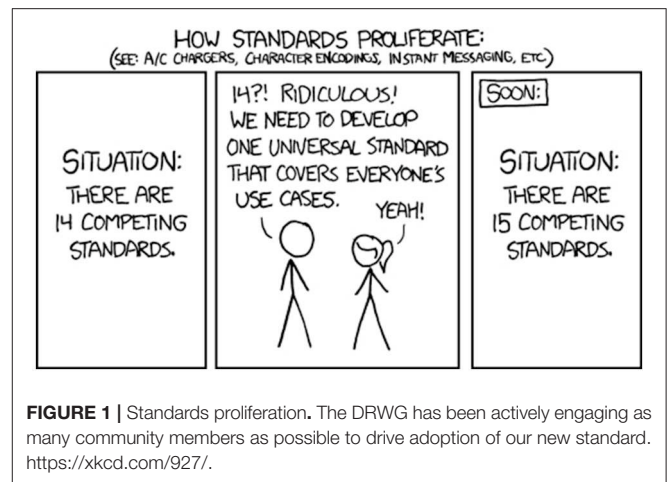 HOW STANDARDS PROLIFERATE:
(SEE: A/C CHARGERS, CHARACTER ENCODINGS, INSTANT MESSAGING, ETC)
SITUATION:
THERE ARE
14 COMPETING
STANDARDS.
14?! RIDICULOUS!
WE NEED TO DEVELOP
ONE UNIVERSAL STANDARD
THAT COVERS EVERYONE'S
USE CASES.
YEAH!
SOON:
SITUATION:
THERE ARE
15 COMPETING
STANDARDS.
FIGURE 1 | Standards proliferation. The DRWG has been actively engaging as
many community members as possible to drive adoption of our new standard.
https://xkcd.com/927/.